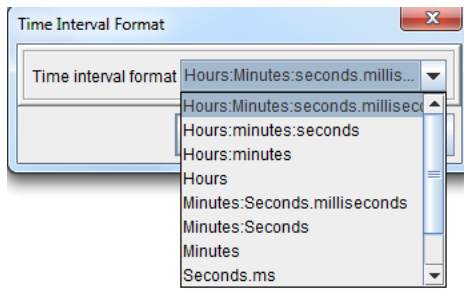 Time Interval Format
Time interval format Hours:Minutes:seconds.millis...
Hours:Minutes:seconds.millisec
Hours:minutes:seconds
Hours:minutes
Hours
Minutes:Seconds.milliseconds
Minutes:Seconds
Minutes
Seconds.ms